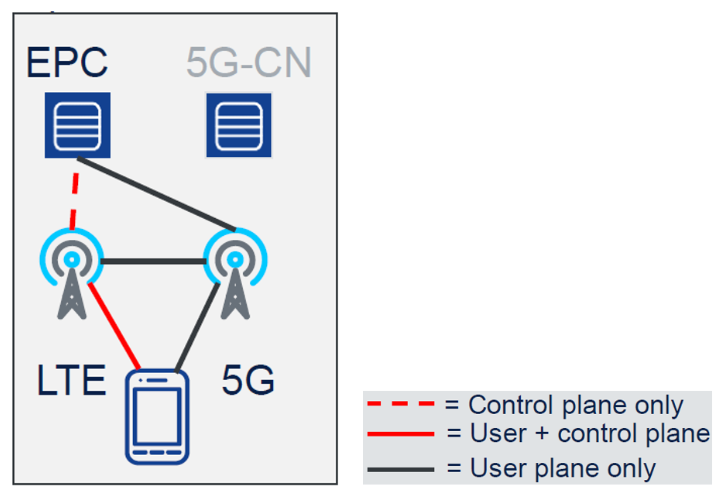 EPC 5G-CN
LTE 5G
= Control plane only
= User + control plane
= User plane only